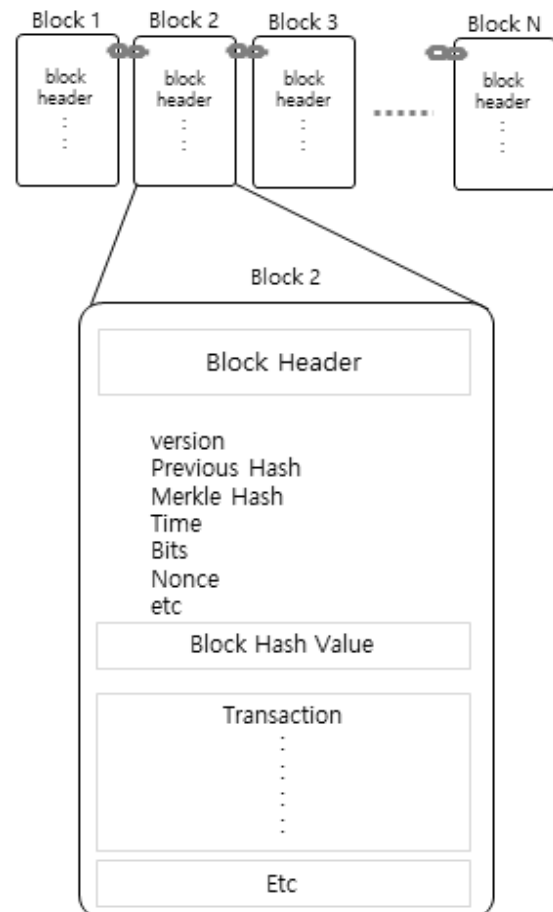 Block 1
Block 2
Block 3
Block N
block
header
block
header
block
header
block
header
Block 2
Block Header
version
Previous Hash
Merkle Hash
Time
Bits
Nonce
etc
Block Hash Value
Transaction
Etc